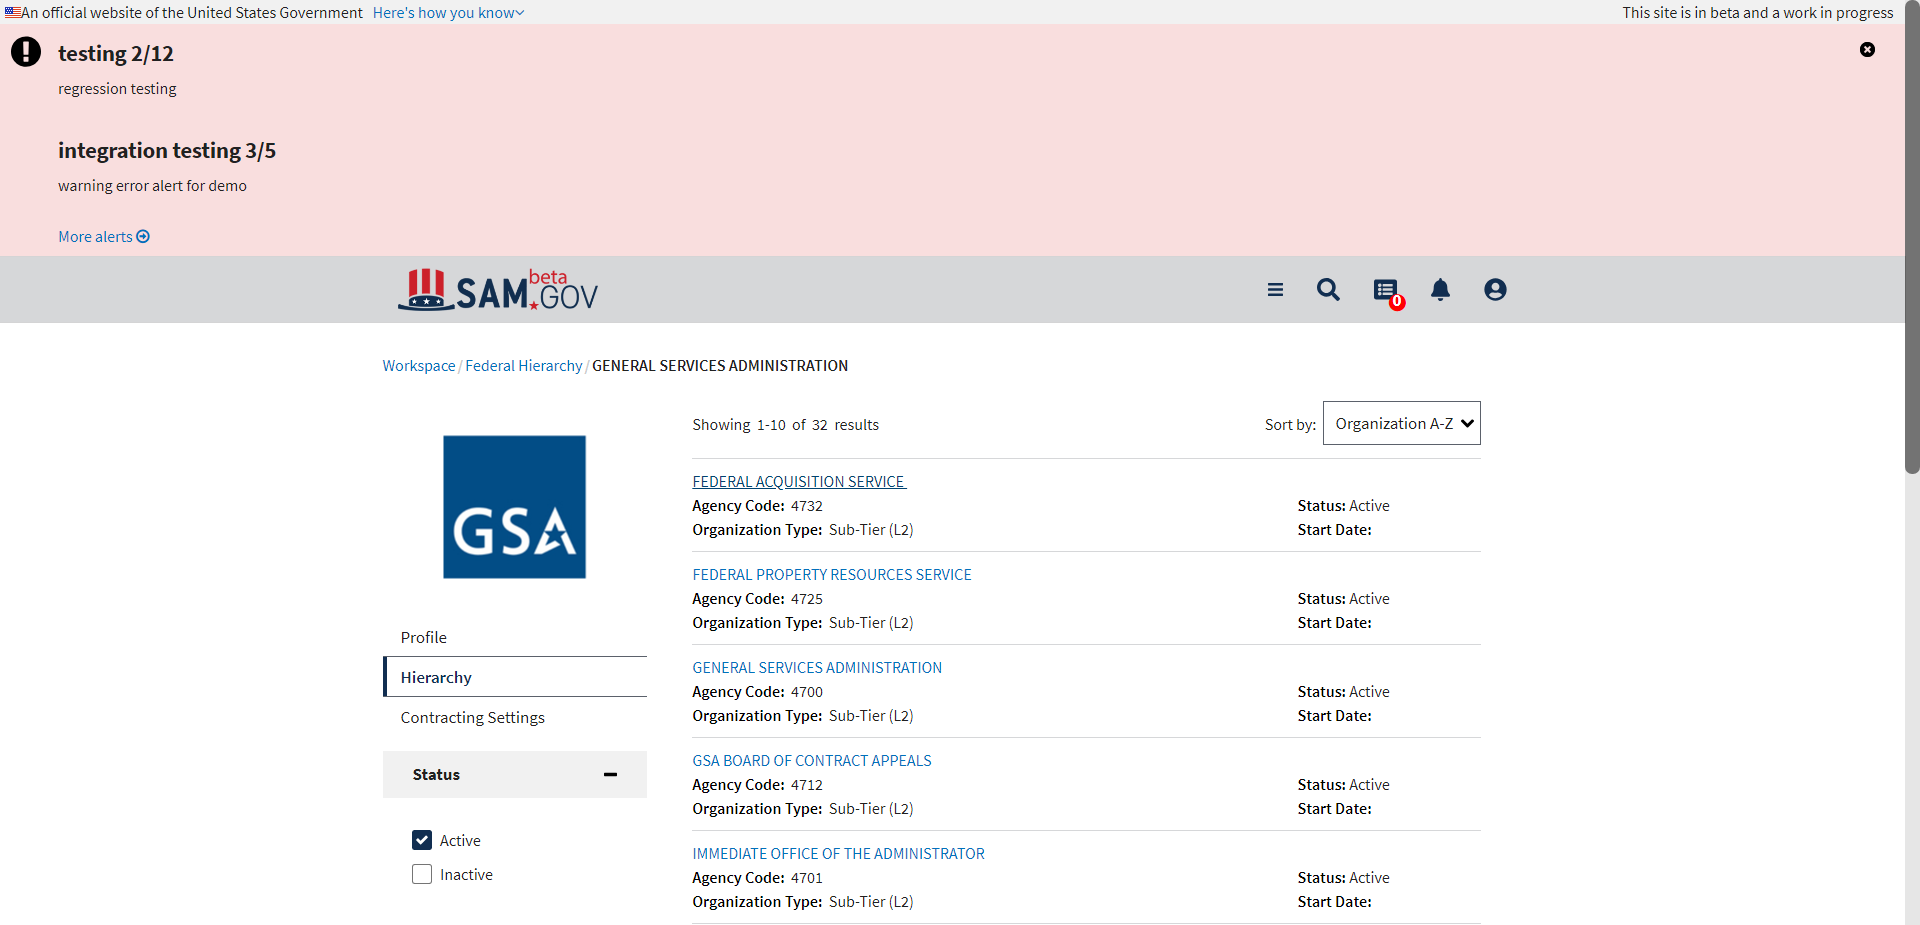 An official website of the United States Government Here's how you know
This site is in beta and a work in progress
testing 2/12
regression testing
integration testing 3/5
warning error alert for demo
More alerts
SAM.GOV beta
0
Workspace / Federal Hierarchy / GENERAL SERVICES ADMINISTRATION
GSA
Profile
Hierarchy
Contracting Settings
Status
Active
Inactive
Showing 1-10 of 32 results
Sort by: Organization A-Z
FEDERAL ACQUISITION SERVICE
Agency Code: 4732 Status: Active
Organization Type: Sub-Tier (L2) Start Date:
FEDERAL PROPERTY RESOURCES SERVICE
Agency Code: 4725 Status: Active
Organization Type: Sub-Tier (L2) Start Date:
GENERAL SERVICES ADMINISTRATION
Agency Code: 4700 Status: Active
Organization Type: Sub-Tier (L2) Start Date:
GSA BOARD OF CONTRACT APPEALS
Agency Code: 4712 Status: Active
Organization Type: Sub-Tier (L2) Start Date:
IMMEDIATE OFFICE OF THE ADMINISTRATOR
Agency Code: 4701 Status: Active
Organization Type: Sub-Tier (L2) Start Date: